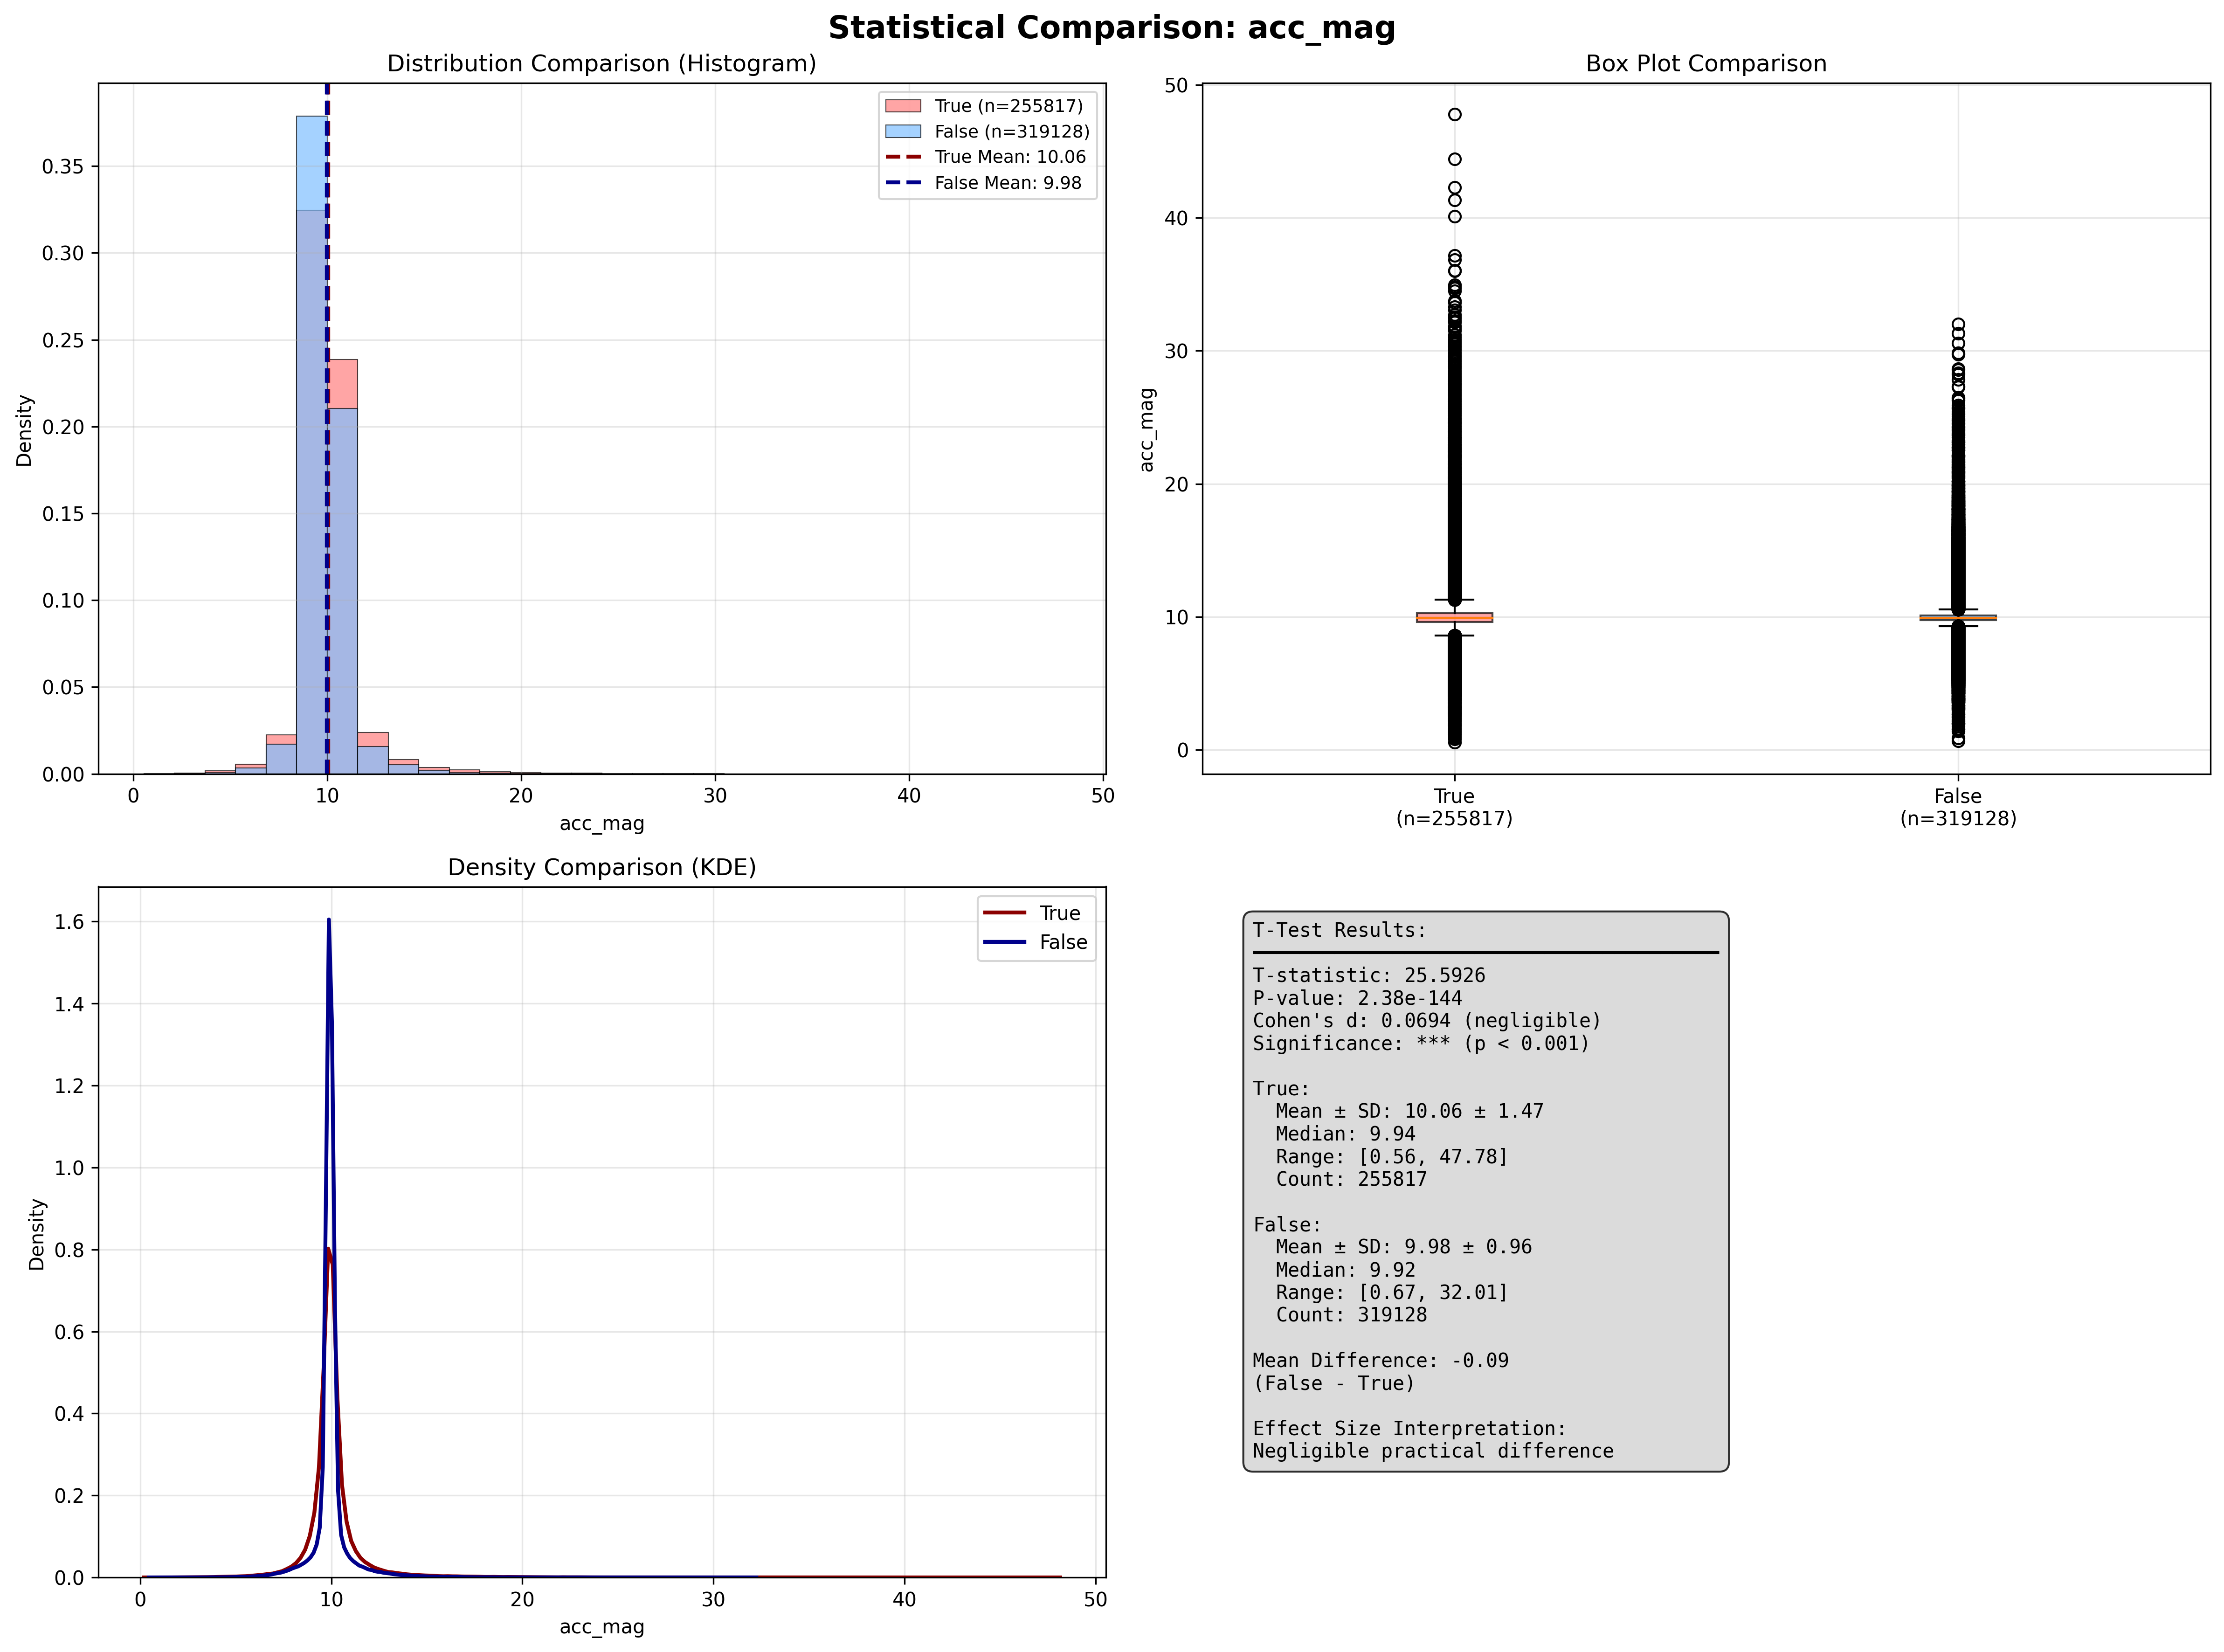 Statistical Comparison: acc_mag
Distribution Comparison (Histogram)
True (n=255817)
False (n=319128)
True Mean: 10.06
False Mean: 9.98
0.35
0.30
0.25
0.20
0.15
0.10
0.05
0.00
Density
0 10 20 30 40 50
acc_mag
Box Plot Comparison
50
40
30
20
10
0
acc_mag
True
(n=255817)
False
(n=319128)
Density Comparison (KDE)
True
False
1.6
1.4
1.2
1.0
0.8
0.6
0.4
0.2
0.0
Density
0 10 20 30 40 50
acc_mag
T-Test Results:
T-statistic: 25.5926
P-value: 2.38e-144
Cohen's d: 0.0694 (negligible)
Significance: *** (p < 0.001)
True:
Mean ± SD: 10.06 ± 1.47
Median: 9.94
Range: [0.56, 47.78]
Count: 255817
False:
Mean ± SD: 9.98 ± 0.96
Median: 9.92
Range: [0.67, 32.01]
Count: 319128
Mean Difference: -0.09
(False - True)
Effect Size Interpretation:
Negligible practical difference